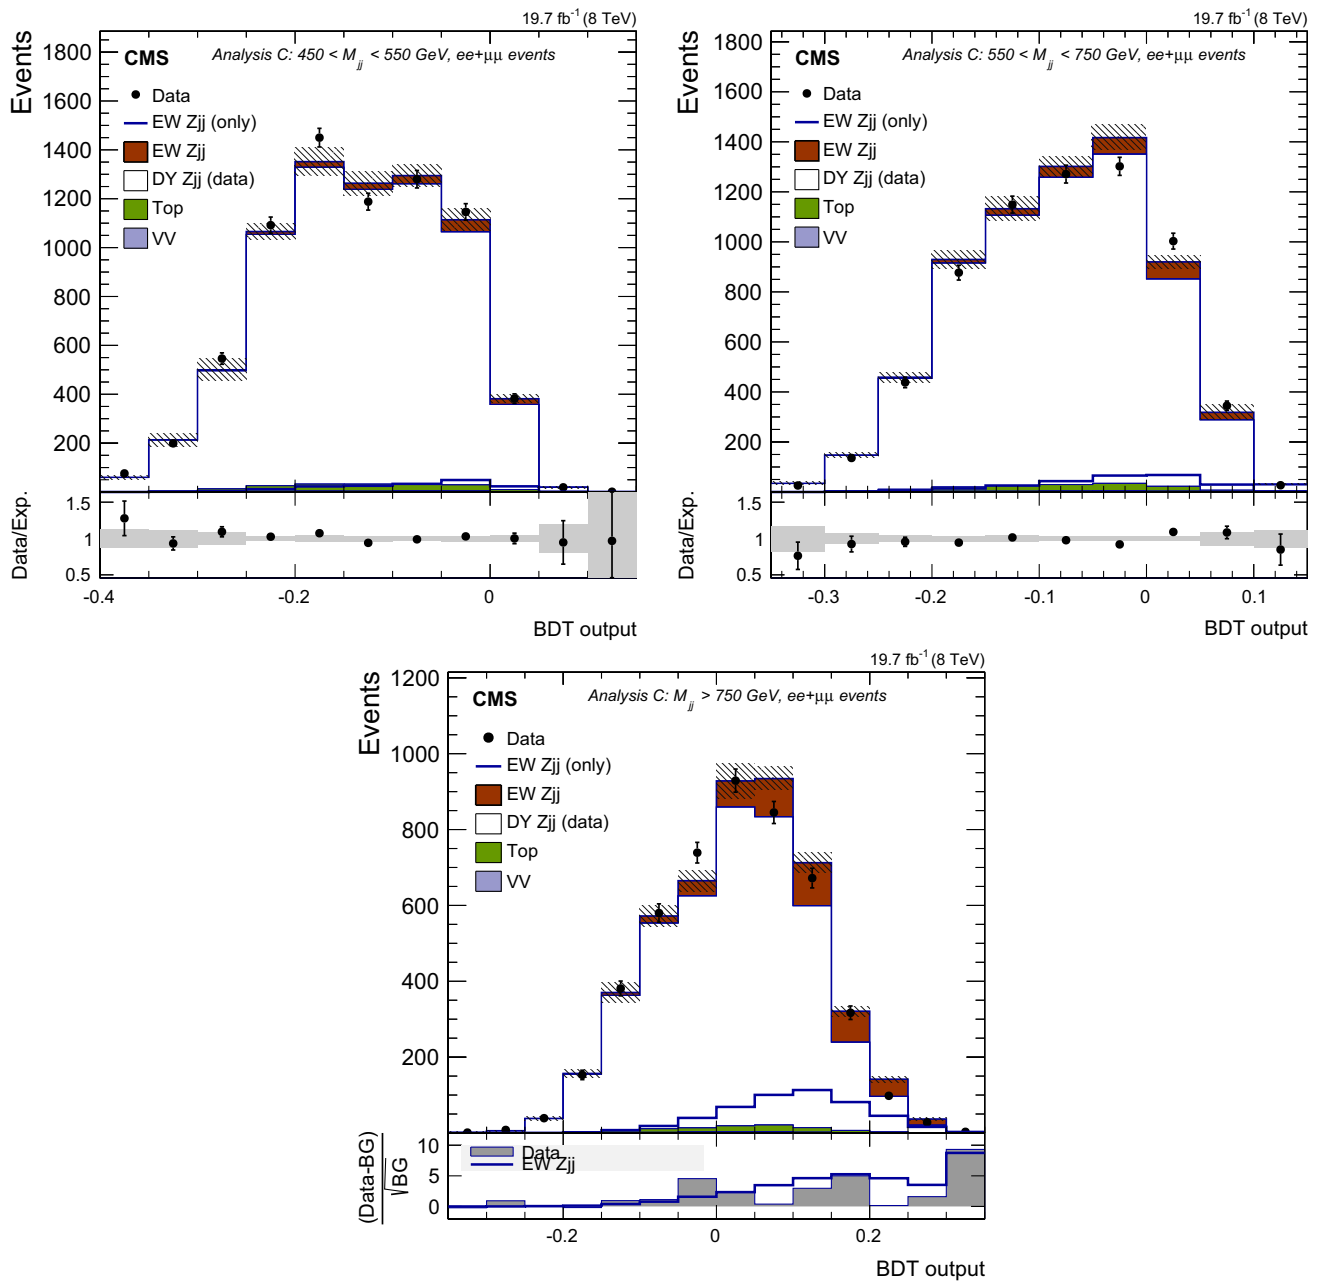 19.7 fb⁻¹ (8 TeV)
Events
CMS
Analysis C: 450 < M_jj < 550 GeV, ee+μμ events
Data
EW Zjj (only)
EW Zjj
DY Zjj (data)
Top
VV
1800
1600
1400
1200
1000
800
600
400
200
Data/Exp.
1.5
1
0.5
-0.4
-0.2
0
BDT output
19.7 fb⁻¹ (8 TeV)
Events
CMS
Analysis C: 550 < M_jj < 750 GeV, ee+μμ events
Data
EW Zjj (only)
EW Zjj
DY Zjj (data)
Top
VV
1800
1600
1400
1200
1000
800
600
400
200
Data/Exp.
1.5
1
0.5
-0.3
-0.2
-0.1
0
0.1
BDT output
19.7 fb⁻¹ (8 TeV)
Events
CMS
Analysis C: M_jj > 750 GeV, ee+μμ events
Data
EW Zjj (only)
EW Zjj
DY Zjj (data)
Top
VV
1200
1000
800
600
400
200
(Data-BG)
√BG
10
5
0
Data
EW Zjj
-0.2
0
0.2
BDT output